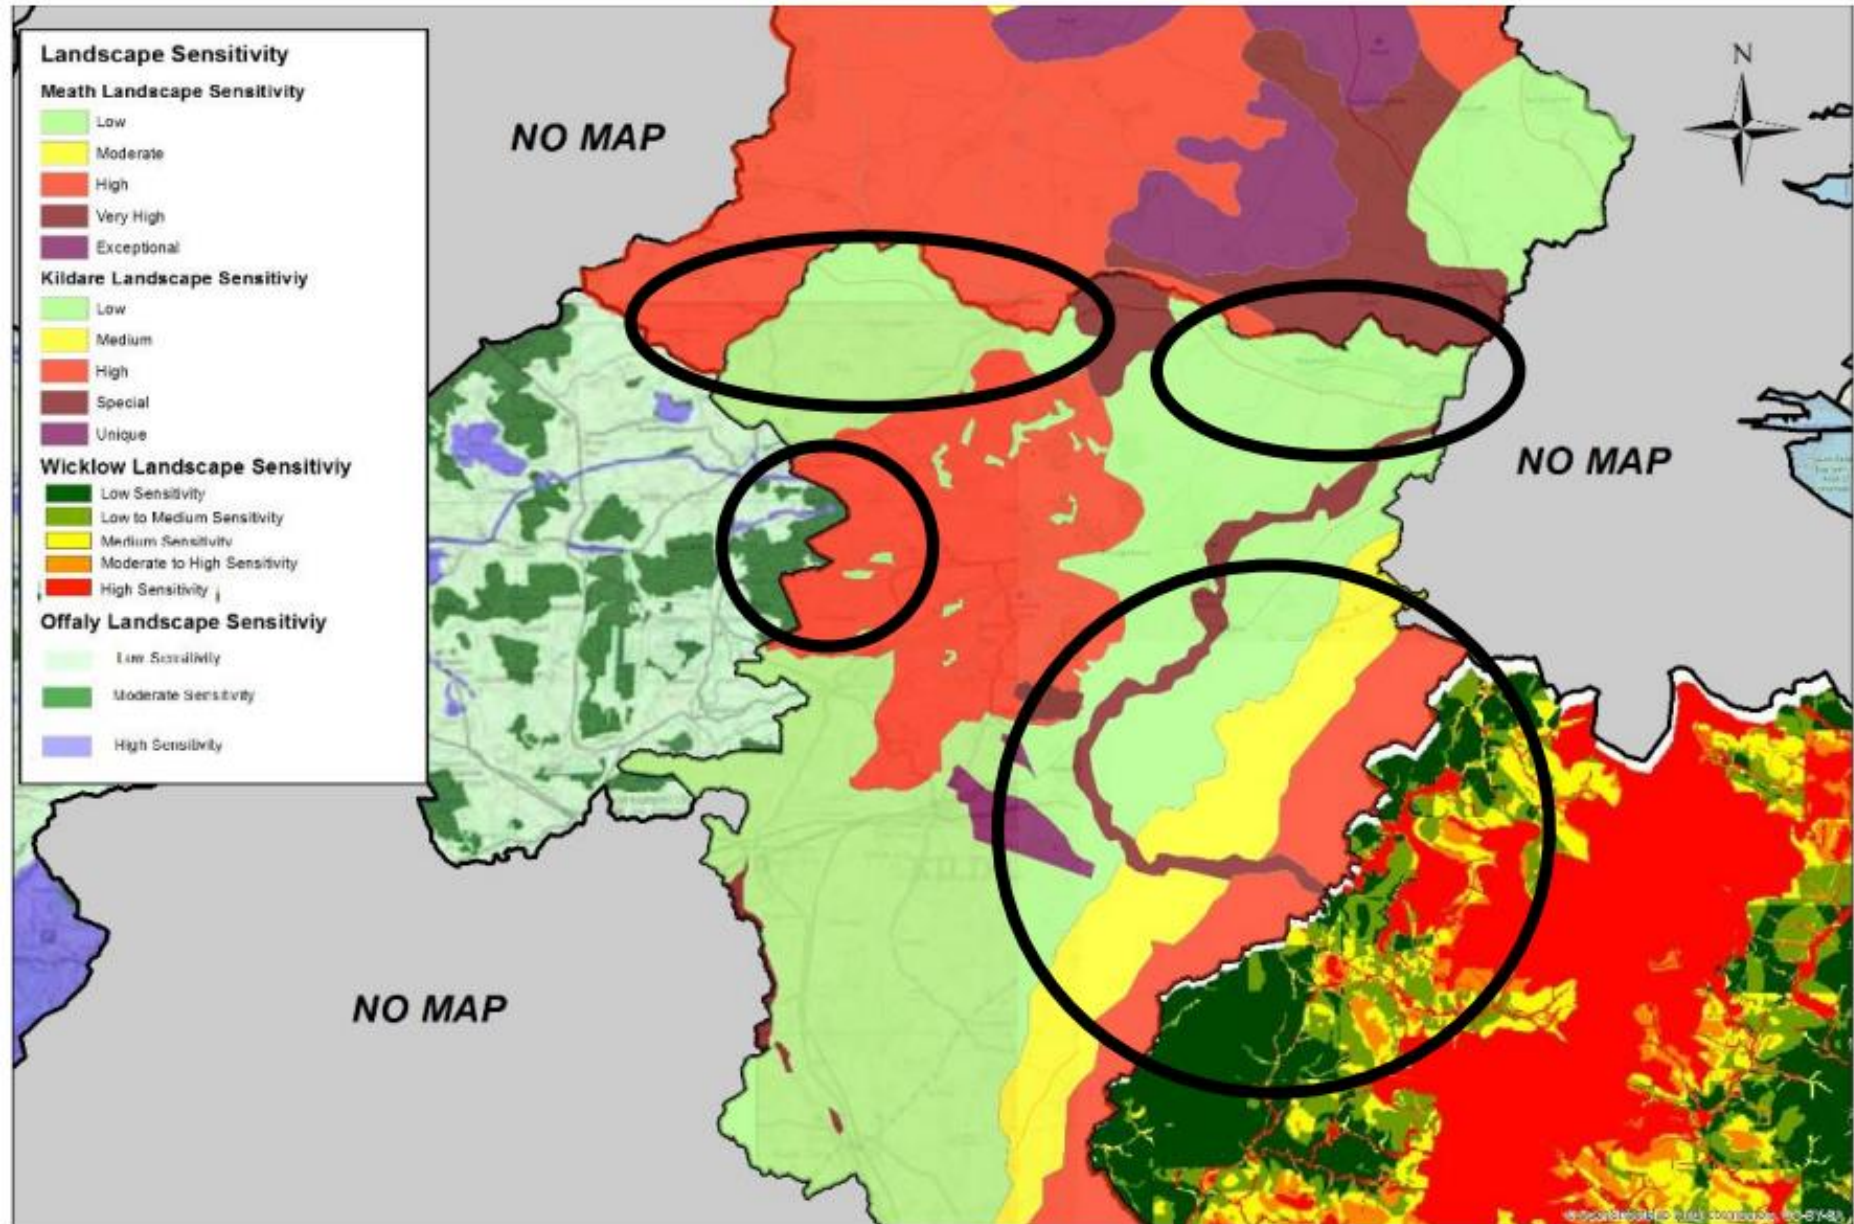 Landscape Sensitivity
Meath Landscape Sensitivity
Low
Moderate
High
Very High
Exceptional
Kildare Landscape Sensitiviy
Low
Medium
High
Special
Unique
Wicklow Landscape Sensitiviy
Low Sensitivity
Low to Medium Sensitivity
Medium Sensitivity
Moderate to High Sensitivity
High Sensitivity
Offaly Landscape Sensitiviy
Low Sensitivity
Moderate Sensitivity
High Sensitivity
NO MAP
N
NO MAP
NO MAP